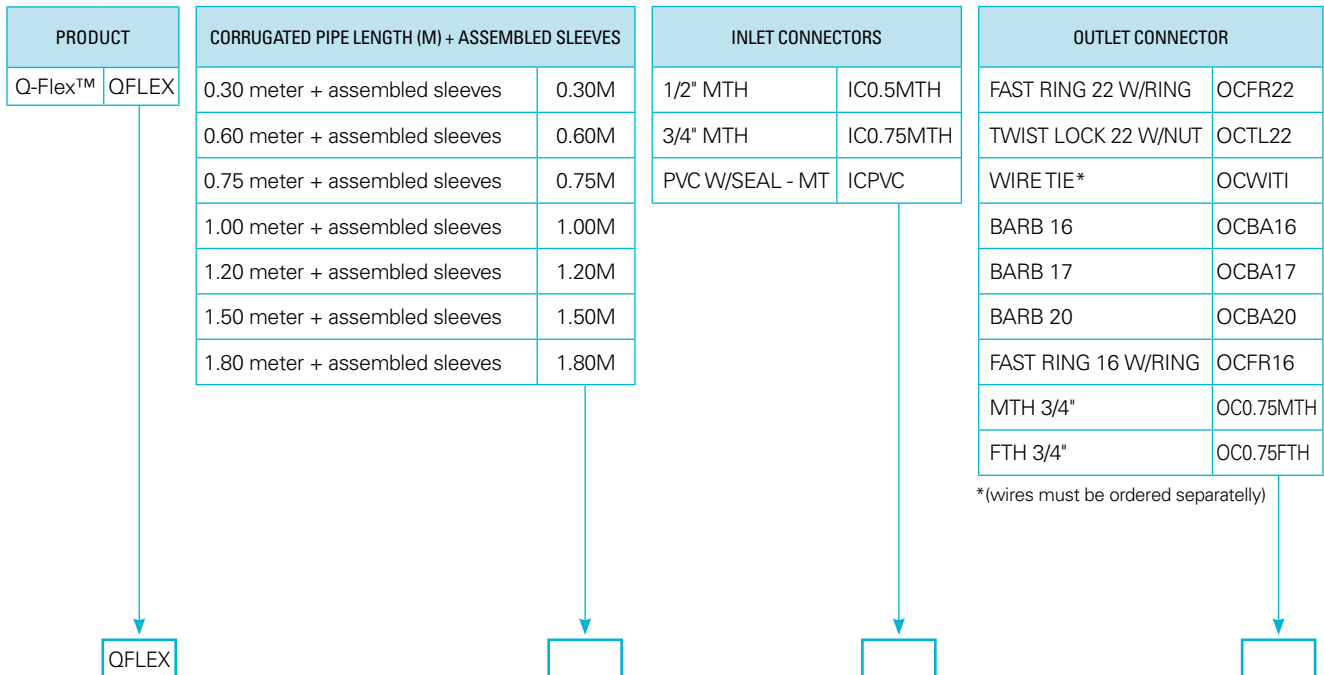 PRODUCT
Q-Flex™ QFLEX
CORRUGATED PIPE LENGTH (M) + ASSEMBLED SLEEVES
0.30 meter + assembled sleeves 0.30M
0.60 meter + assembled sleeves 0.60M
0.75 meter + assembled sleeves 0.75M
1.00 meter + assembled sleeves 1.00M
1.20 meter + assembled sleeves 1.20M
1.50 meter + assembled sleeves 1.50M
1.80 meter + assembled sleeves 1.80M
INLET CONNECTORS
1/2" MTH IC0.5MTH
3/4" MTH IC0.75MTH
PVC W/SEAL - MT ICPVC
OUTLET CONNECTOR
FAST RING 22 W/RING OCFR22
TWIST LOCK 22 W/NUT OCTL22
WIRE TIE* OCWITI
BARB 16 OCBA16
BARB 17 OCBA17
BARB 20 OCBA20
FAST RING 16 W/RING OCFR16
MTH 3/4" OC0.75MTH
FTH 3/4" OC0.75FTH
*(wires must be ordered separatelly)
QFLEX